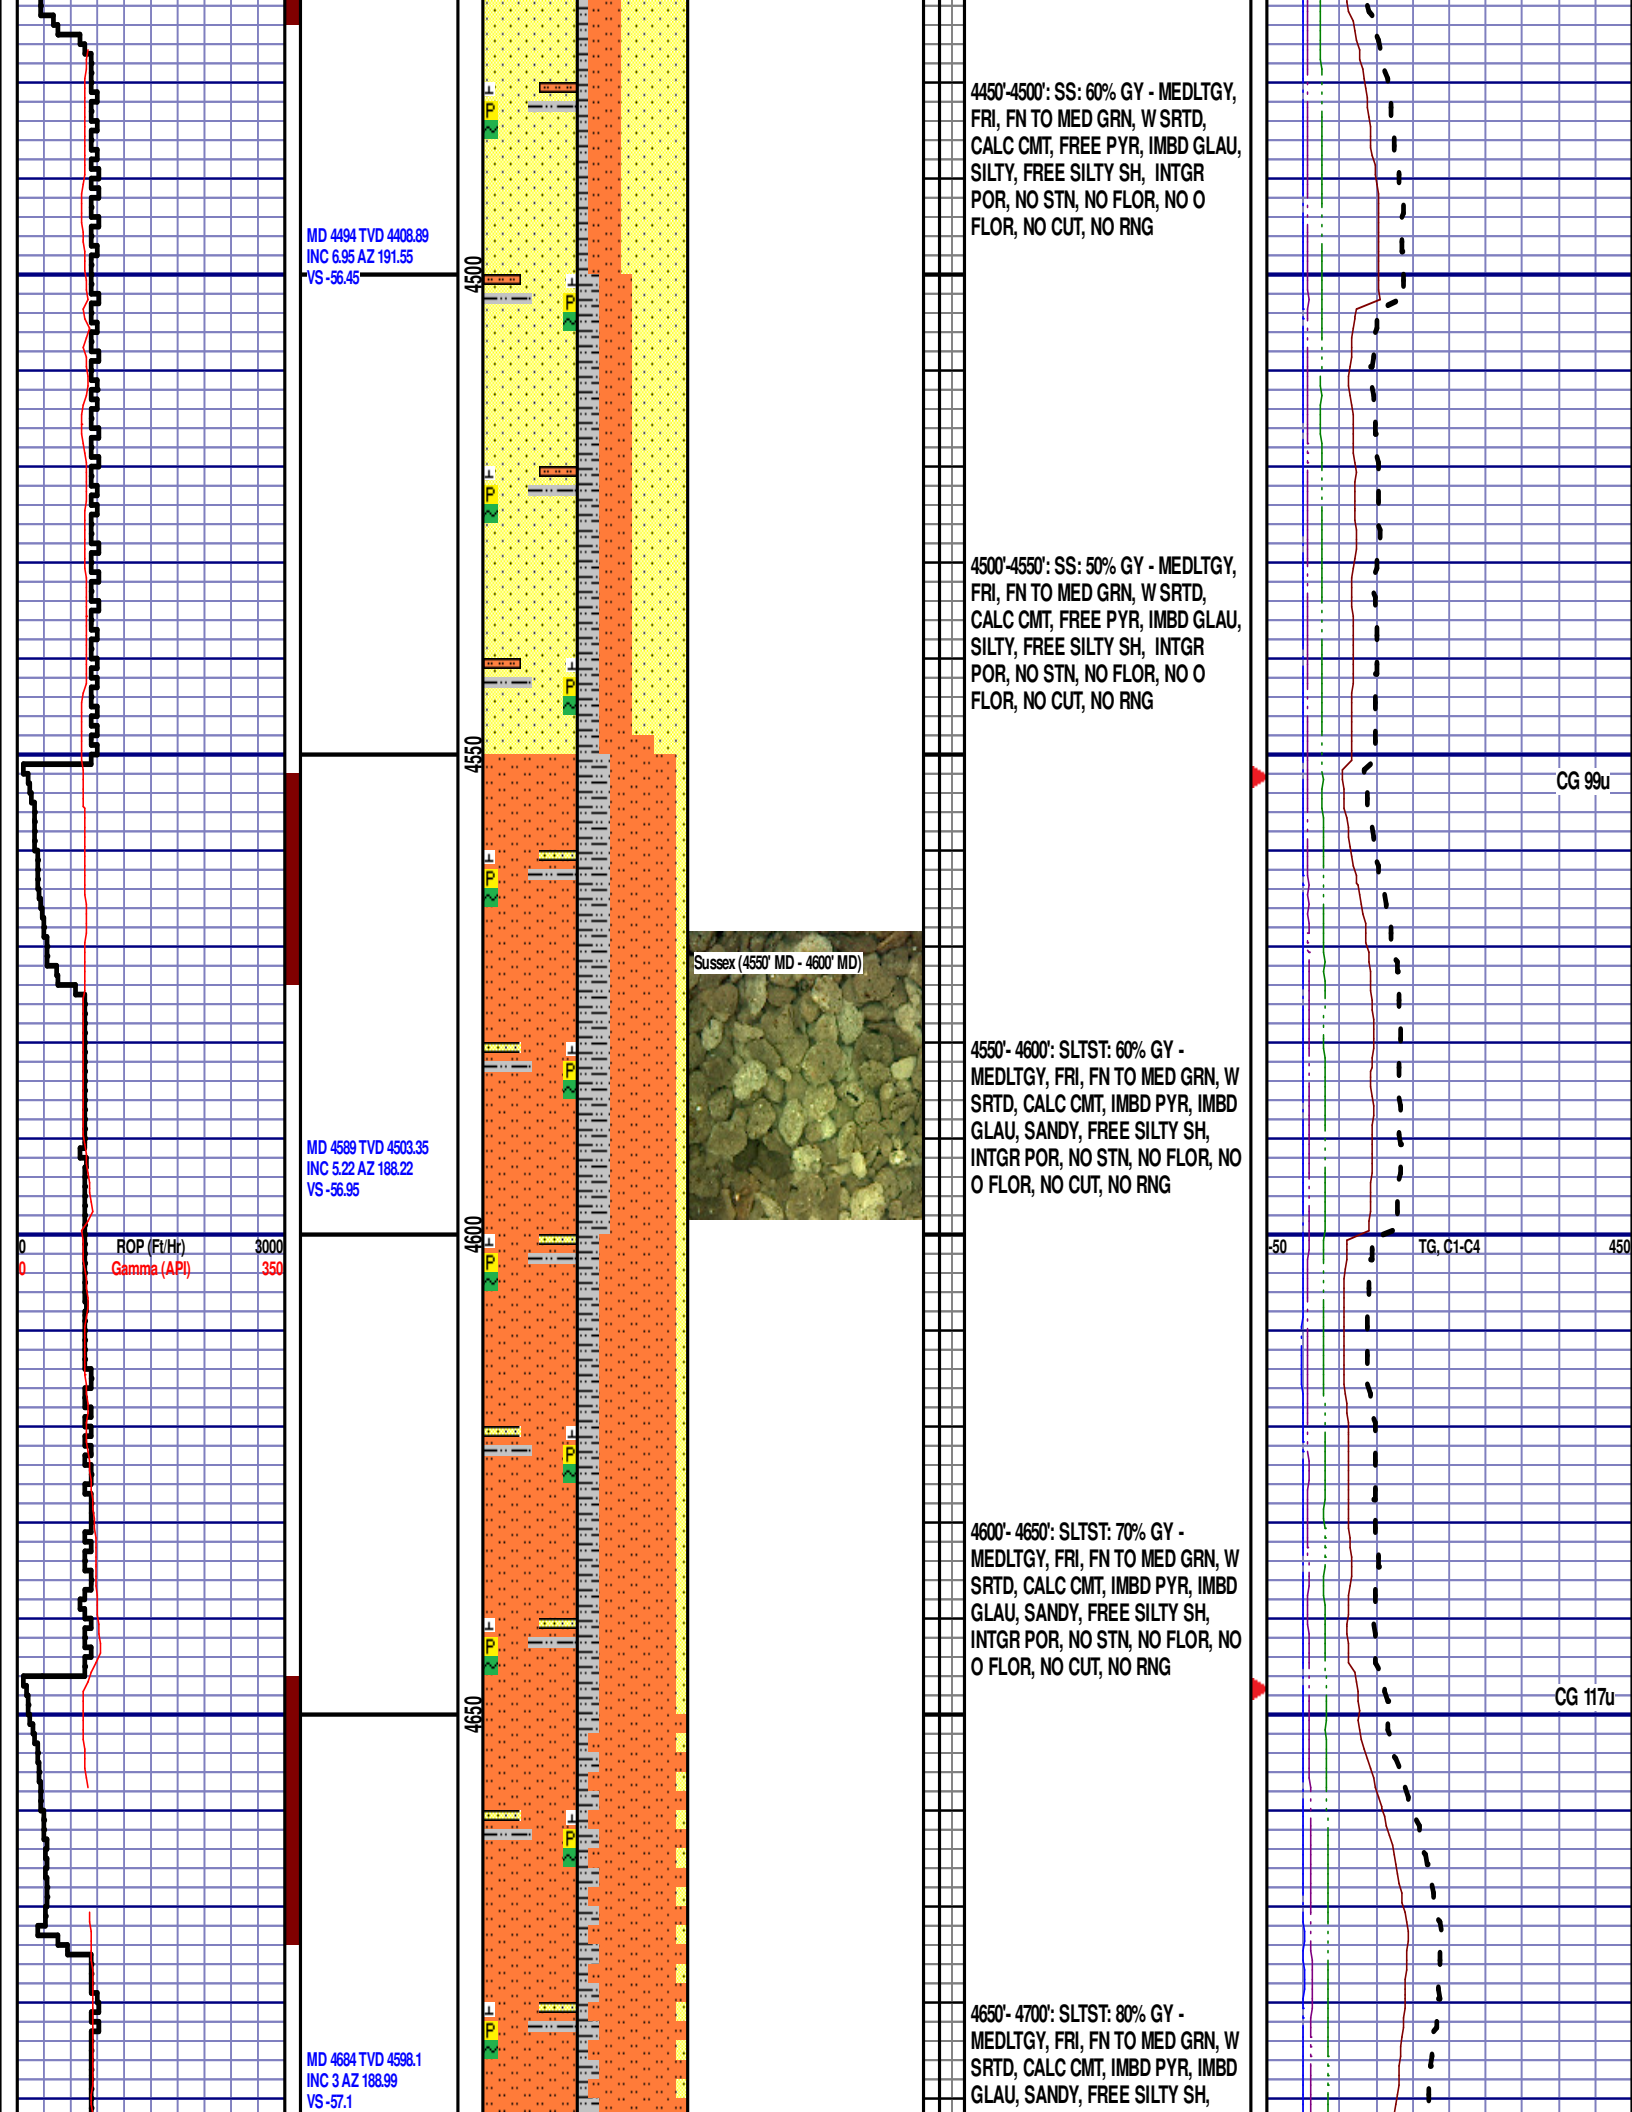 4450'-4500': SS: 60% GY - MEDLTGY,
FRI, FN TO MED GRN, W SRTD,
CALC CMT, FREE PYR, IMBD GLAU,
SILTY, FREE SILTY SH, INTGR
POR, NO STN, NO FLOR, NO O
FLOR, NO CUT, NO RNG
MD 4494 TVD 4408.89
INC 6.95 AZ 191.55
VS -56.45
4500
4500'-4550': SS: 50% GY - MEDLTGY,
FRI, FN TO MED GRN, W SRTD,
CALC CMT, FREE PYR, IMBD GLAU,
SILTY, FREE SILTY SH, INTGR
POR, NO STN, NO FLOR, NO O
FLOR, NO CUT, NO RNG
4550
CG 99u
Sussex (4550' MD - 4600' MD)
4550'- 4600': SLTST: 60% GY -
MEDLTGY, FRI, FN TO MED GRN, W
SRTD, CALC CMT, IMBD PYR, IMBD
GLAU, SANDY, FREE SILTY SH,
INTGR POR, NO STN, NO FLOR, NO
O FLOR, NO CUT, NO RNG
MD 4589 TVD 4503.35
INC 5.22 AZ 188.22
VS -56.95
4600
0 ROP (Ft/Hr) 3000
0 Gamma (API) 350
-50 TG, C1-C4 450
4600'- 4650': SLTST: 70% GY -
MEDLTGY, FRI, FN TO MED GRN, W
SRTD, CALC CMT, IMBD PYR, IMBD
GLAU, SANDY, FREE SILTY SH,
INTGR POR, NO STN, NO FLOR, NO
O FLOR, NO CUT, NO RNG
4650
CG 117u
4650'- 4700': SLTST: 80% GY -
MEDLTGY, FRI, FN TO MED GRN, W
SRTD, CALC CMT, IMBD PYR, IMBD
GLAU, SANDY, FREE SILTY SH,
MD 4684 TVD 4598.1
INC 3 AZ 188.99
VS -57.1
P
P
P
P
P
P
P
P
P
P
P